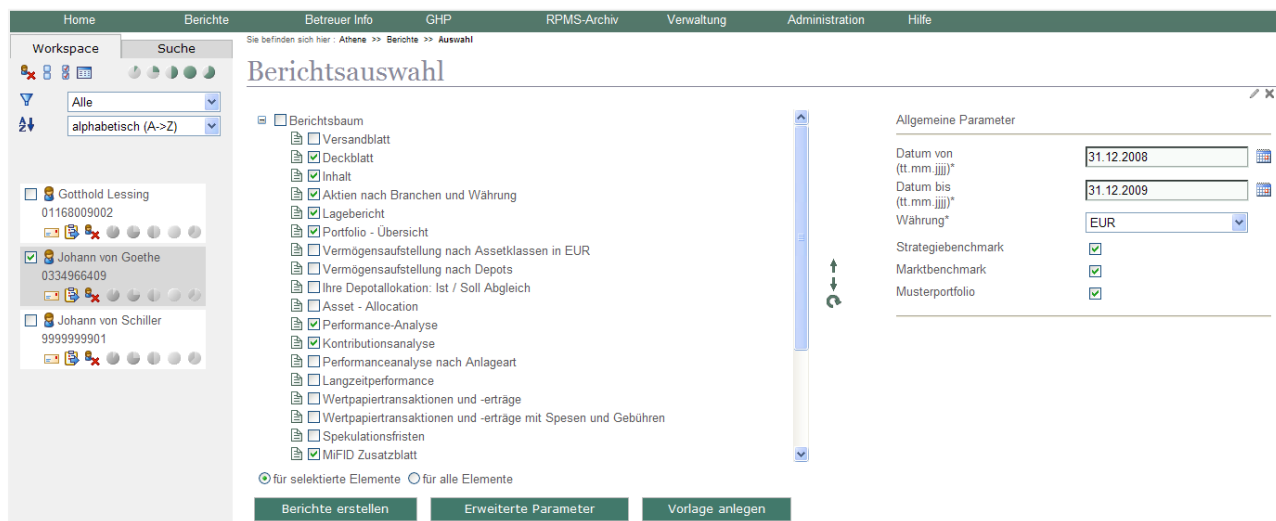 Home Berichte Betreuer Info GHP RPMS-Archiv Verwaltung Administration Hilfe
Workspace Suche
Sie befinden sich hier : Athene >> Berichte >> Auswahl
Berichtsauswahl
Alle
alphabetisch (A->Z)
Gotthold Lessing
01168009002
Johann von Goethe
0334966409
Johann von Schiller
9999999901
Berichtsbaum
Versandblatt
Deckblatt
Inhalt
Aktien nach Branchen und Währung
Lagebericht
Portfolio - Übersicht
Vermögensaufstellung nach Assetklassen in EUR
Vermögensaufstellung nach Depots
Ihre Depotallokation: Ist / Soll Abgleich
Asset - Allocation
Performance-Analyse
Kontributionsanalyse
Performanceanalyse nach Anlageart
Langzeitperformance
Wertpapiertransaktionen und -erträge
Wertpapiertransaktionen und -erträge mit Spesen und Gebühren
Spekulationsfristen
MiFID Zusatzblatt
für selektierte Elemente für alle Elemente
Berichte erstellen Erweiterte Parameter Vorlage anlegen
Allgemeine Parameter
Datum von
(tt.mm.jjjj)*
31.12.2008
Datum bis
(tt.mm.jjjj)*
31.12.2009
Währung* EUR
Strategiebenchmark
Marktbenchmark
Musterportfolio